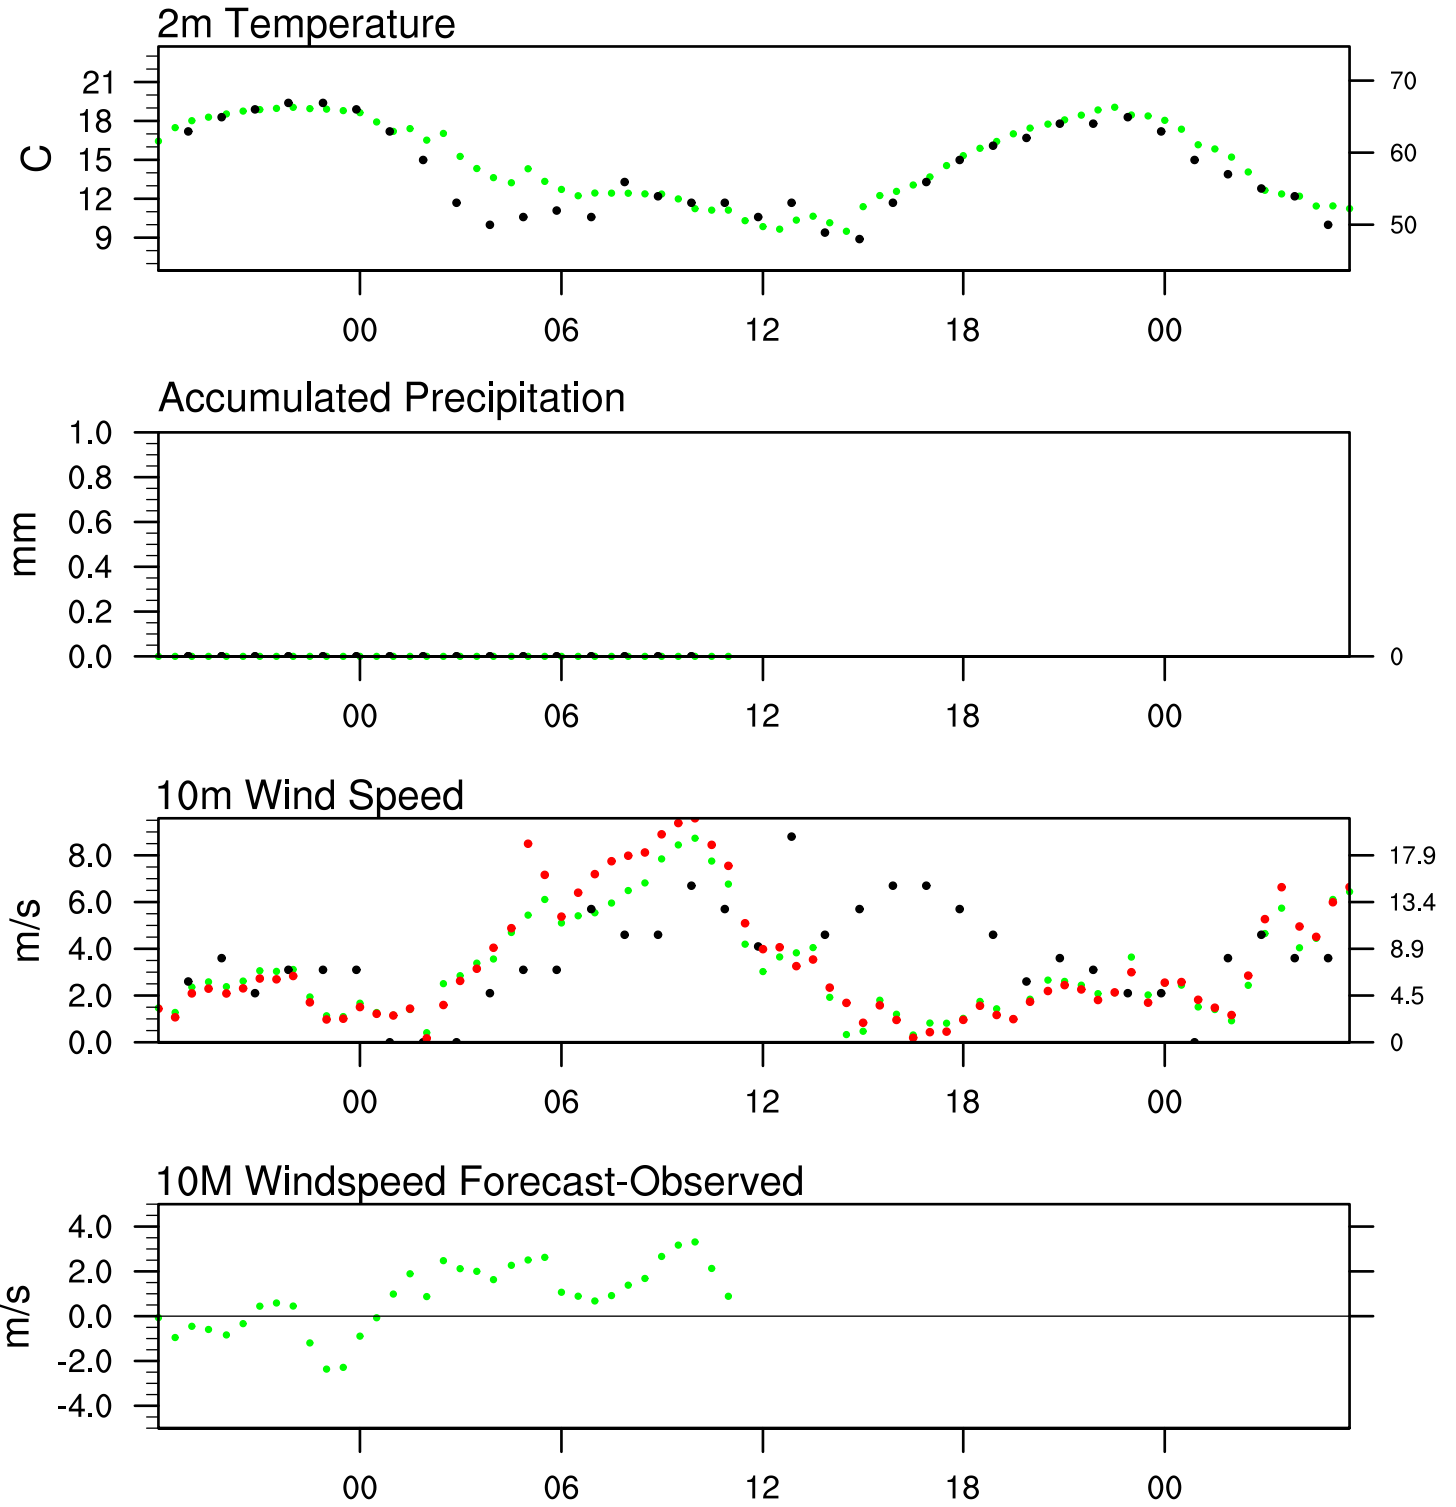 2m Temperature
C
21
18
15
12
9
70
60
50
00 06 12 18 00
Accumulated Precipitation
mm
1.0
0.8
0.6
0.4
0.2
0.0
0
00 06 12 18 00
10m Wind Speed
m/s
8.0
6.0
4.0
2.0
0.0
17.9
13.4
8.9
4.5
0
00 06 12 18 00
10M Windspeed Forecast-Observed
m/s
4.0
2.0
0.0
-2.0
-4.0
00 06 12 18 00